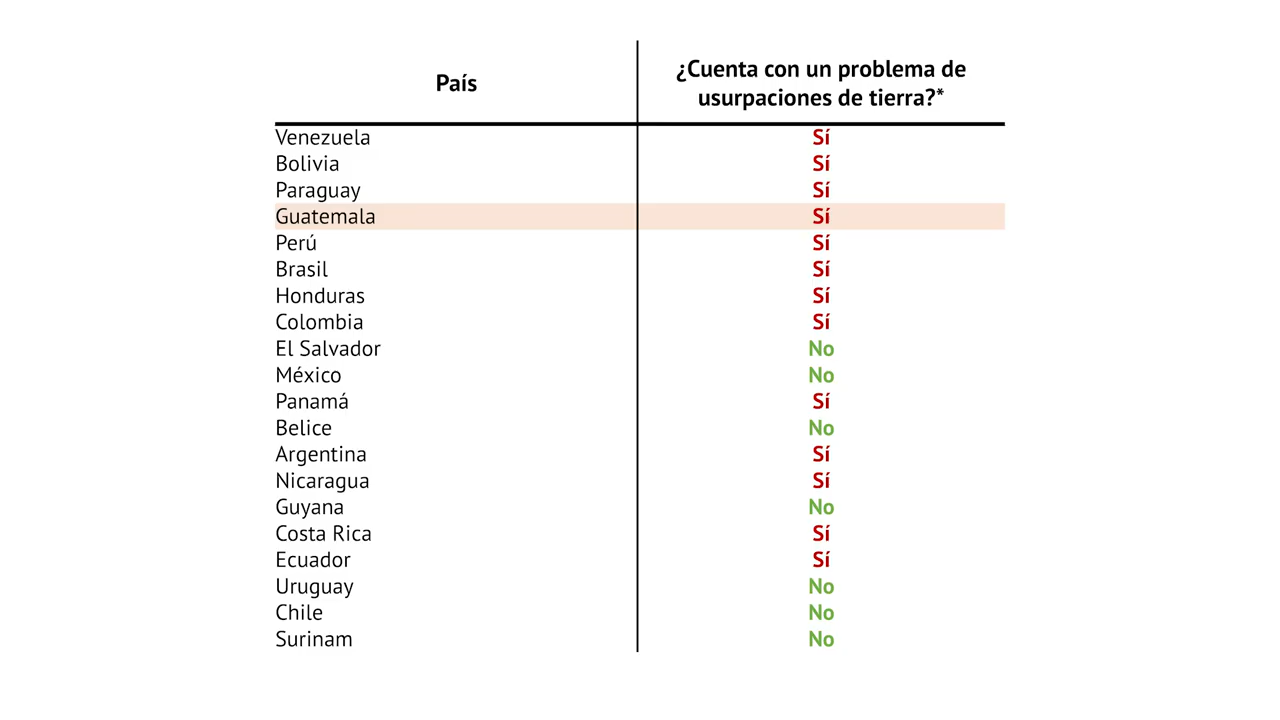 País
¿Cuenta con un problema de
usurpaciones de tierra?*
Venezuela Sí
Bolivia Sí
Paraguay Sí
Guatemala Sí
Perú Sí
Brasil Sí
Honduras Sí
Colombia Sí
El Salvador No
México No
Panamá Sí
Belice No
Argentina Sí
Nicaragua Sí
Guyana No
Costa Rica Sí
Ecuador Sí
Uruguay No
Chile No
Surinam No